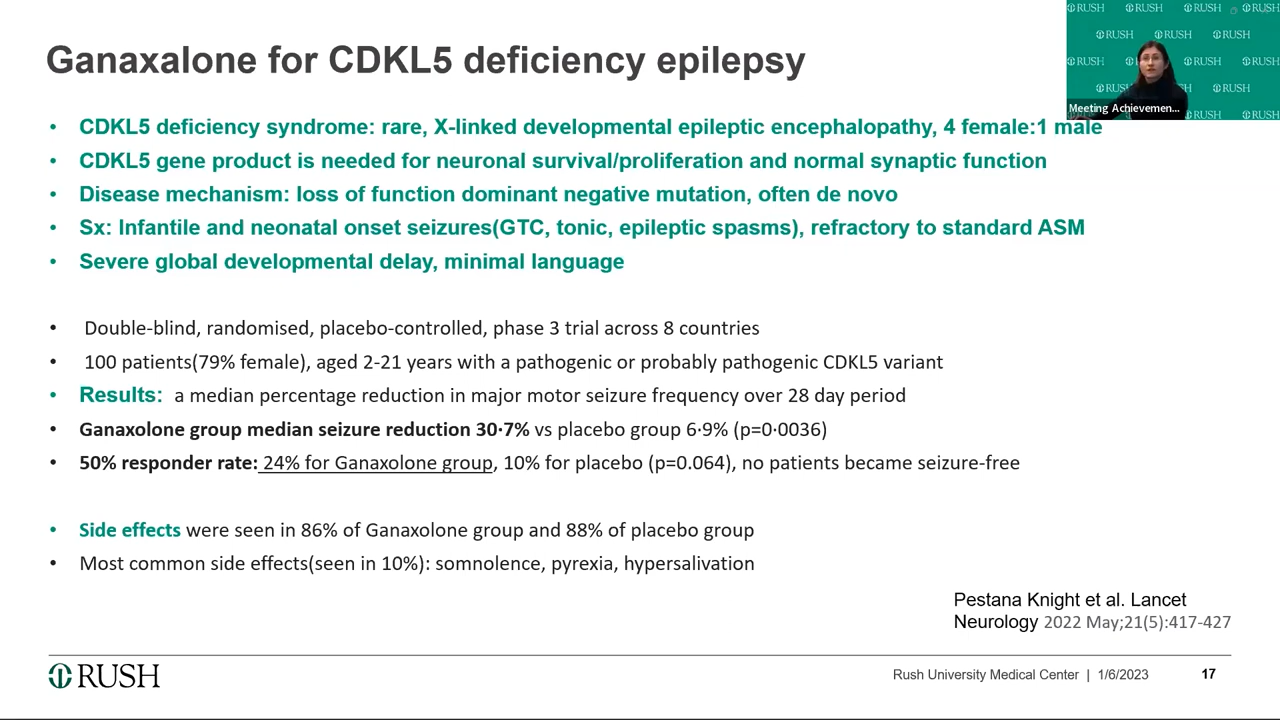 Ganaxalone for CDKL5 deficiency epilepsy
RUSH RUSH RUSH RUSH
RUSH RUSH RUSH
RUSH RUSH RUSH
RUSH RUSH
RUSH RUSH
Meeting Achievemen...
• CDKL5 deficiency syndrome: rare, X-linked developmental epileptic encephalopathy, 4 female:1 male
• CDKL5 gene product is needed for neuronal survival/proliferation and normal synaptic function
• Disease mechanism: loss of function dominant negative mutation, often de novo
• Sx: Infantile and neonatal onset seizures(GTC, tonic, epileptic spasms), refractory to standard ASM
• Severe global developmental delay, minimal language
• Double-blind, randomised, placebo-controlled, phase 3 trial across 8 countries
• 100 patients(79% female), aged 2-21 years with a pathogenic or probably pathogenic CDKL5 variant
• Results: a median percentage reduction in major motor seizure frequency over 28 day period
• Ganaxolone group median seizure reduction 30·7% vs placebo group 6·9% (p=0·0036)
• 50% responder rate: 24% for Ganaxolone group, 10% for placebo (p=0.064), no patients became seizure-free
• Side effects were seen in 86% of Ganaxolone group and 88% of placebo group
• Most common side effects(seen in 10%): somnolence, pyrexia, hypersalivation
Pestana Knight et al. Lancet
Neurology 2022 May;21(5):417-427
RUSH
Rush University Medical Center | 1/6/2023 17